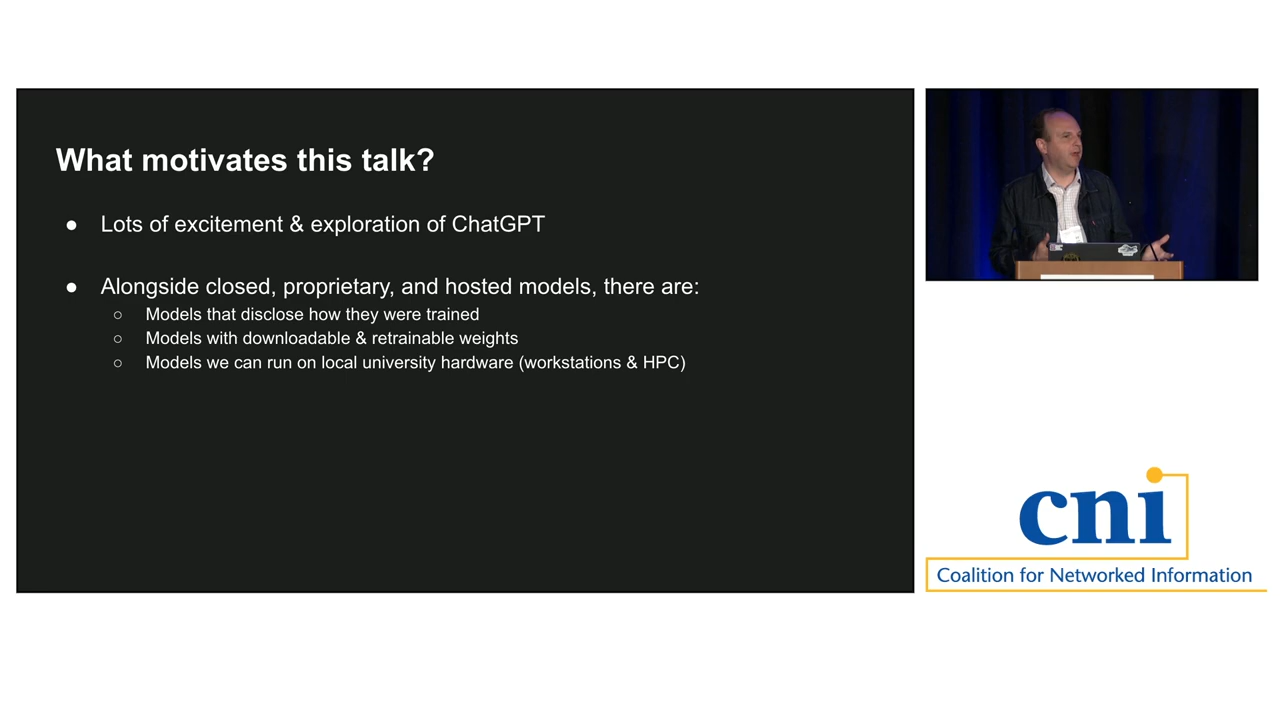 What motivates this talk?
● Lots of excitement & exploration of ChatGPT
● Alongside closed, proprietary, and hosted models, there are:
○ Models that disclose how they were trained
○ Models with downloadable & retrainable weights
○ Models we can run on local university hardware (workstations & HPC)
cni
Coalition for Networked Information